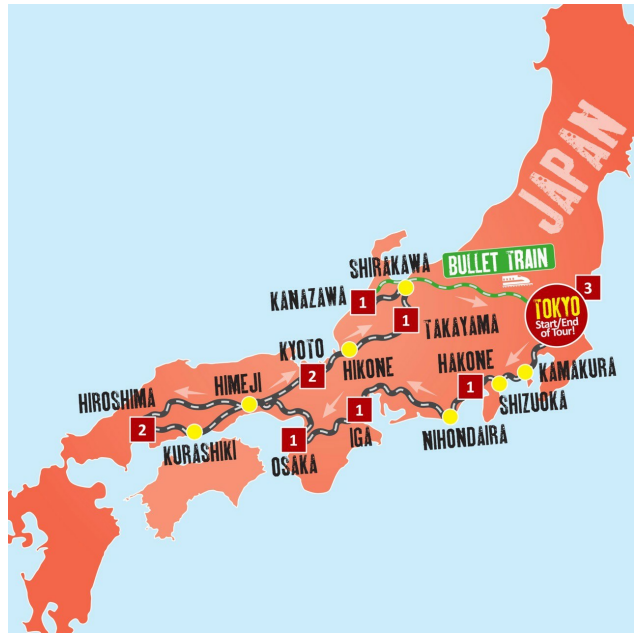 JAPAN
BULLET TRAIN
SHIRAKAWA
3
KANAZAWA
1
TOKYO
Start/End
of Tour!
1
TAKAYAMA
KYOTO
2
HIKONE
HAKONE
1
KAMAKURA
SHIZUOKA
HIROSHIMA
2
HIMEJI
KURASHIKI
1
OSAKA
1
IGA
NIHONDAIRA